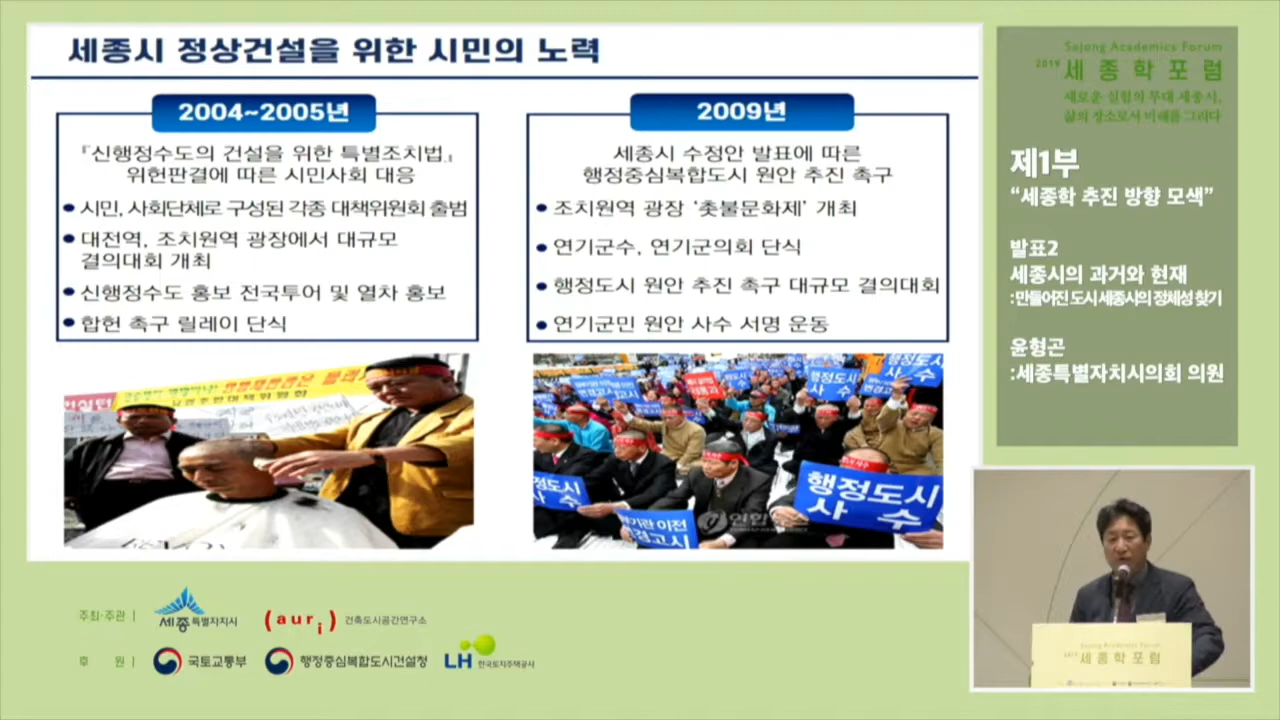 세종시 정상건설을 위한 시민의 노력
2004~2005년
『신행정수도의 건설을 위한 특별조치법』
위헌판결에 따른 시민사회 대응
● 시민, 사회단체로 구성된 각종 대책위원회 출범
● 대전역, 조치원역 광장에서 대규모
결의대회 개최
● 신행정수도 홍보 전국투어 및 열차 홍보
● 합헌 촉구 릴레이 단식
2009년
세종시 수정안 발표에 따른
행정중심복합도시 원안 추진 촉구
● 조치원역 광장 ‘촛불문화제’ 개최
● 연기군수, 연기군의회 단식
● 행정도시 원안 추진 촉구 대규모 결의대회
● 연기군민 원안 사수 서명 운동
행정도시
사 수
연합뉴스
Sejong Academics Forum
2019 세종학포럼
새로운 실험의 무대 세종시,
삶의 장소로서 미래를 그리다
제1부
“세종학 추진 방향 모색”
발표2
세종시의 과거와 현재
:만들어진 도시 세종시의 정체성 찾기
윤형곤
:세종특별자치시의회 의원
Sejong Academics Forum
2019 세종학포럼
주최·주관 | 세종특별자치시 (auri) 건축도시공간연구소
후 원 | 국토교통부 행정중심복합도시건설청 LH 한국토지주택공사